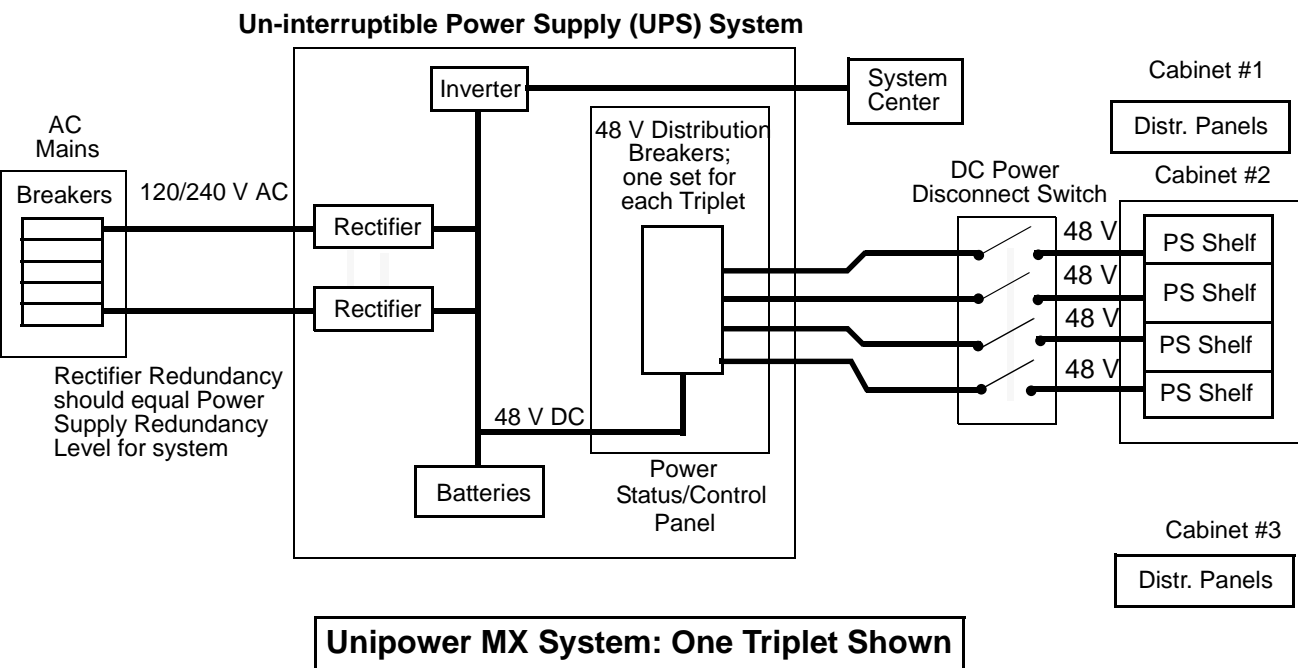 Un-interruptible Power Supply (UPS) System
AC
Mains
Breakers
120/240 V AC
Rectifier
Rectifier
Rectifier Redundancy
should equal Power
Supply Redundancy
Level for system
Inverter
48 V DC
Batteries
48 V Distribution
Breakers;
one set for
each Triplet
Power
Status/Control
Panel
System
Center
DC Power
Disconnect Switch
48 V
48 V
48 V
48 V
Cabinet #1
Distr. Panels
Cabinet #2
PS Shelf
PS Shelf
PS Shelf
PS Shelf
Cabinet #3
Distr. Panels
Unipower MX System: One Triplet Shown